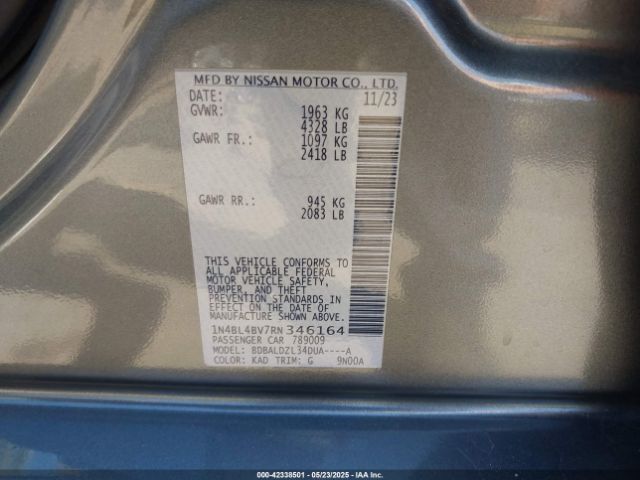 MFD BY NISSAN MOTOR CO., LTD.
DATE: 11/23
GVWR: 1963 KG
4328 LB
GAWR FR.: 1097 KG
2418 LB
GAWR RR.: 945 KG
2083 LB
THIS VEHICLE CONFORMS TO
ALL APPLICABLE FEDERAL
MOTOR VEHICLE SAFETY,
BUMPER, AND THEFT
PREVENTION STANDARDS IN
EFFECT ON THE DATE OF
MANUFACTURE SHOWN ABOVE.
1N4BL4BV7RN346164
PASSENGER CAR 789009
MODEL: BDBALDZL34DUA----A
COLOR: KAD TRIM: G 9N00A
000-42338501 - 05/23/2025 - IAAI.COM